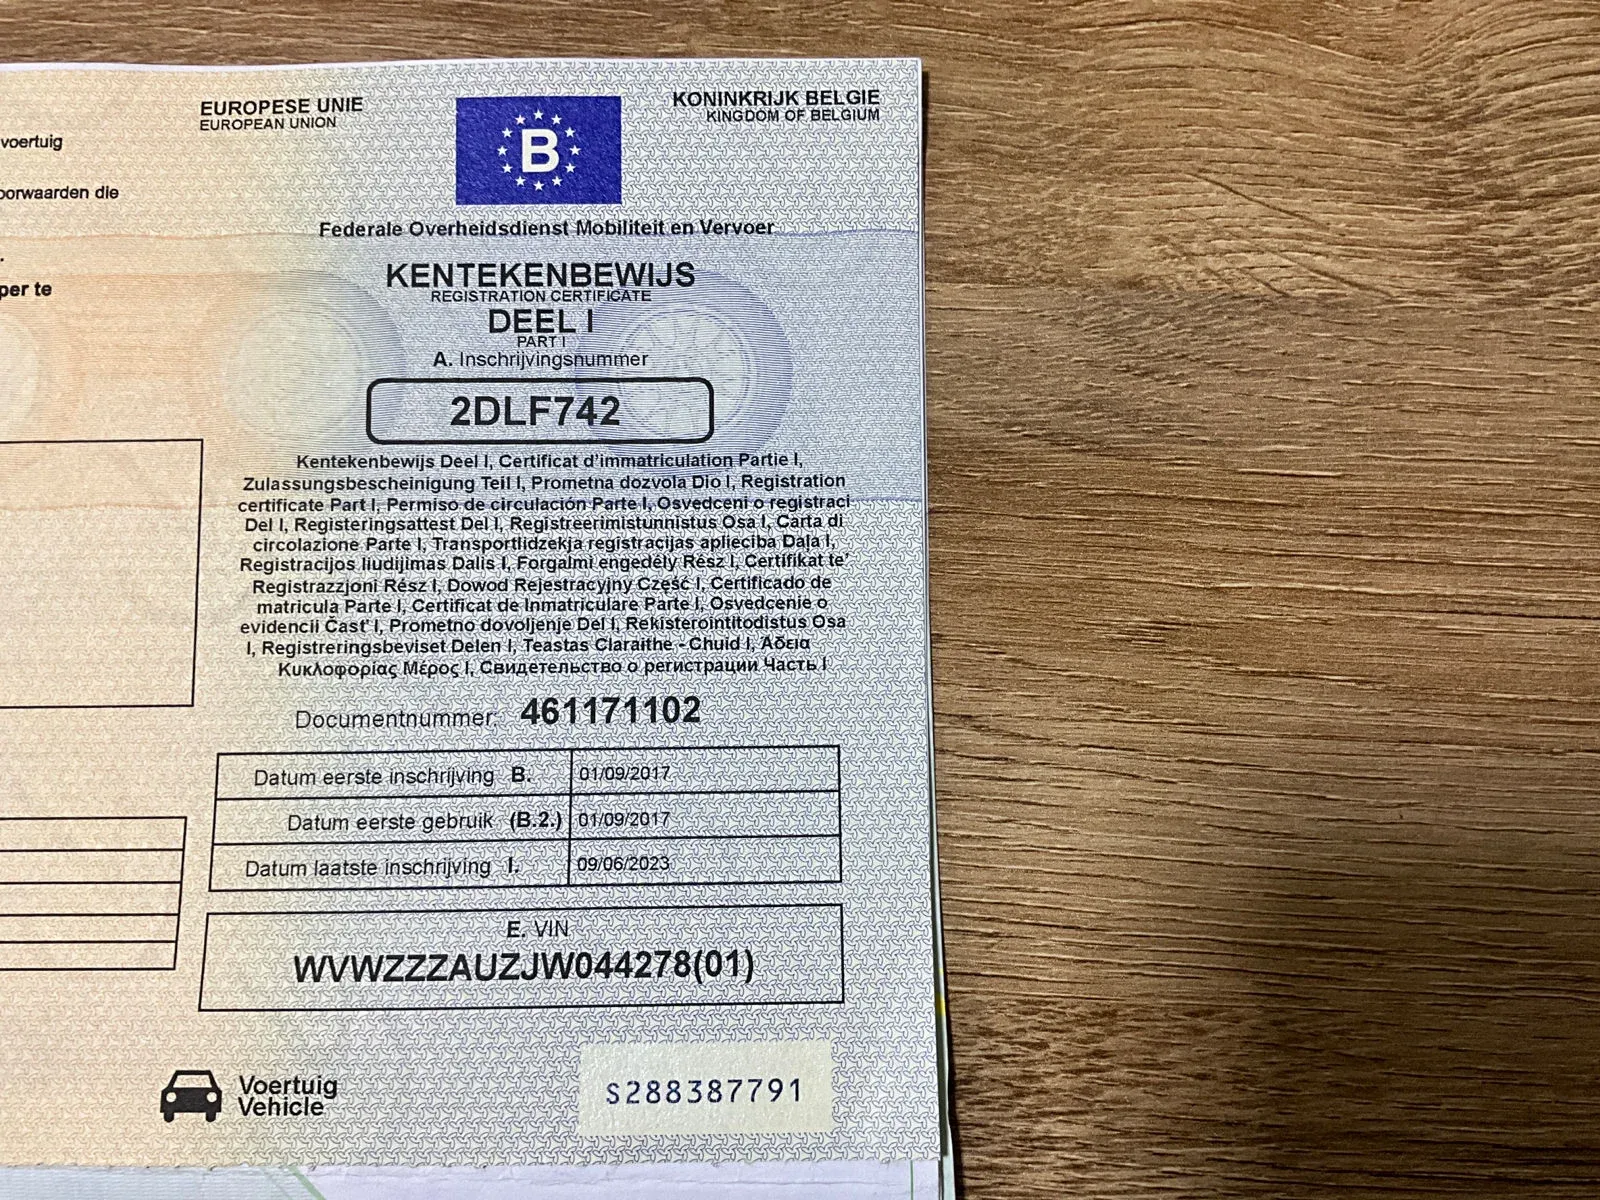 voertuig
oorwaarden die
.
per te
EUROPESE UNIE
EUROPEAN UNION
B
KONINKRIJK BELGIE
KINGDOM OF BELGIUM
Federale Overheidsdienst Mobiliteit en Vervoer
KENTEKENBEWIJS
REGISTRATION CERTIFICATE
DEEL I
PART I
A. Inschrijvingsnummer
2DLF742
Kentekenbewijs Deel I, Certificat d'immatriculation Partie I,
Zulassungsbescheinigung Teil I, Prometna dozvola Dio I, Registration
certificate Part I, Permiso de circulación Parte I, Osvedceni o registraci
Del I, Registeringsattest Del I, Registreerimistunnistus Osa I, Carta di
circolazione Parte I, Transportlidzekja registracijas aplieciba Daļa I,
Registracijos liudijimas Dalis I, Forgalmi engedély Rész I, Certifikat te'
Registrazzjoni Rész I, Dowod Rejestracyjny Część I, Certificado de
matricula Parte I, Certificat de Inmatriculare Parte I, Osvedcenie o
evidencii Časť I, Prometno dovoljenje Del I, Rekisterointitodistus Osa
I, Registreringsbeviset Delen I, Teastas Claraithe - Chuid I, Άδεια
Κυκλοφορίας Μέρος I, Свидетельство о регистрации Часть I
Documentnummer: 461171102
Datum eerste inschrijving B. 01/09/2017
Datum eerste gebruik (B.2.) 01/09/2017
Datum laatste inschrijving I. 09/06/2023
E. VIN
WVWZZZAUZJW044278(01)
Voertuig
Vehicle
S288387791